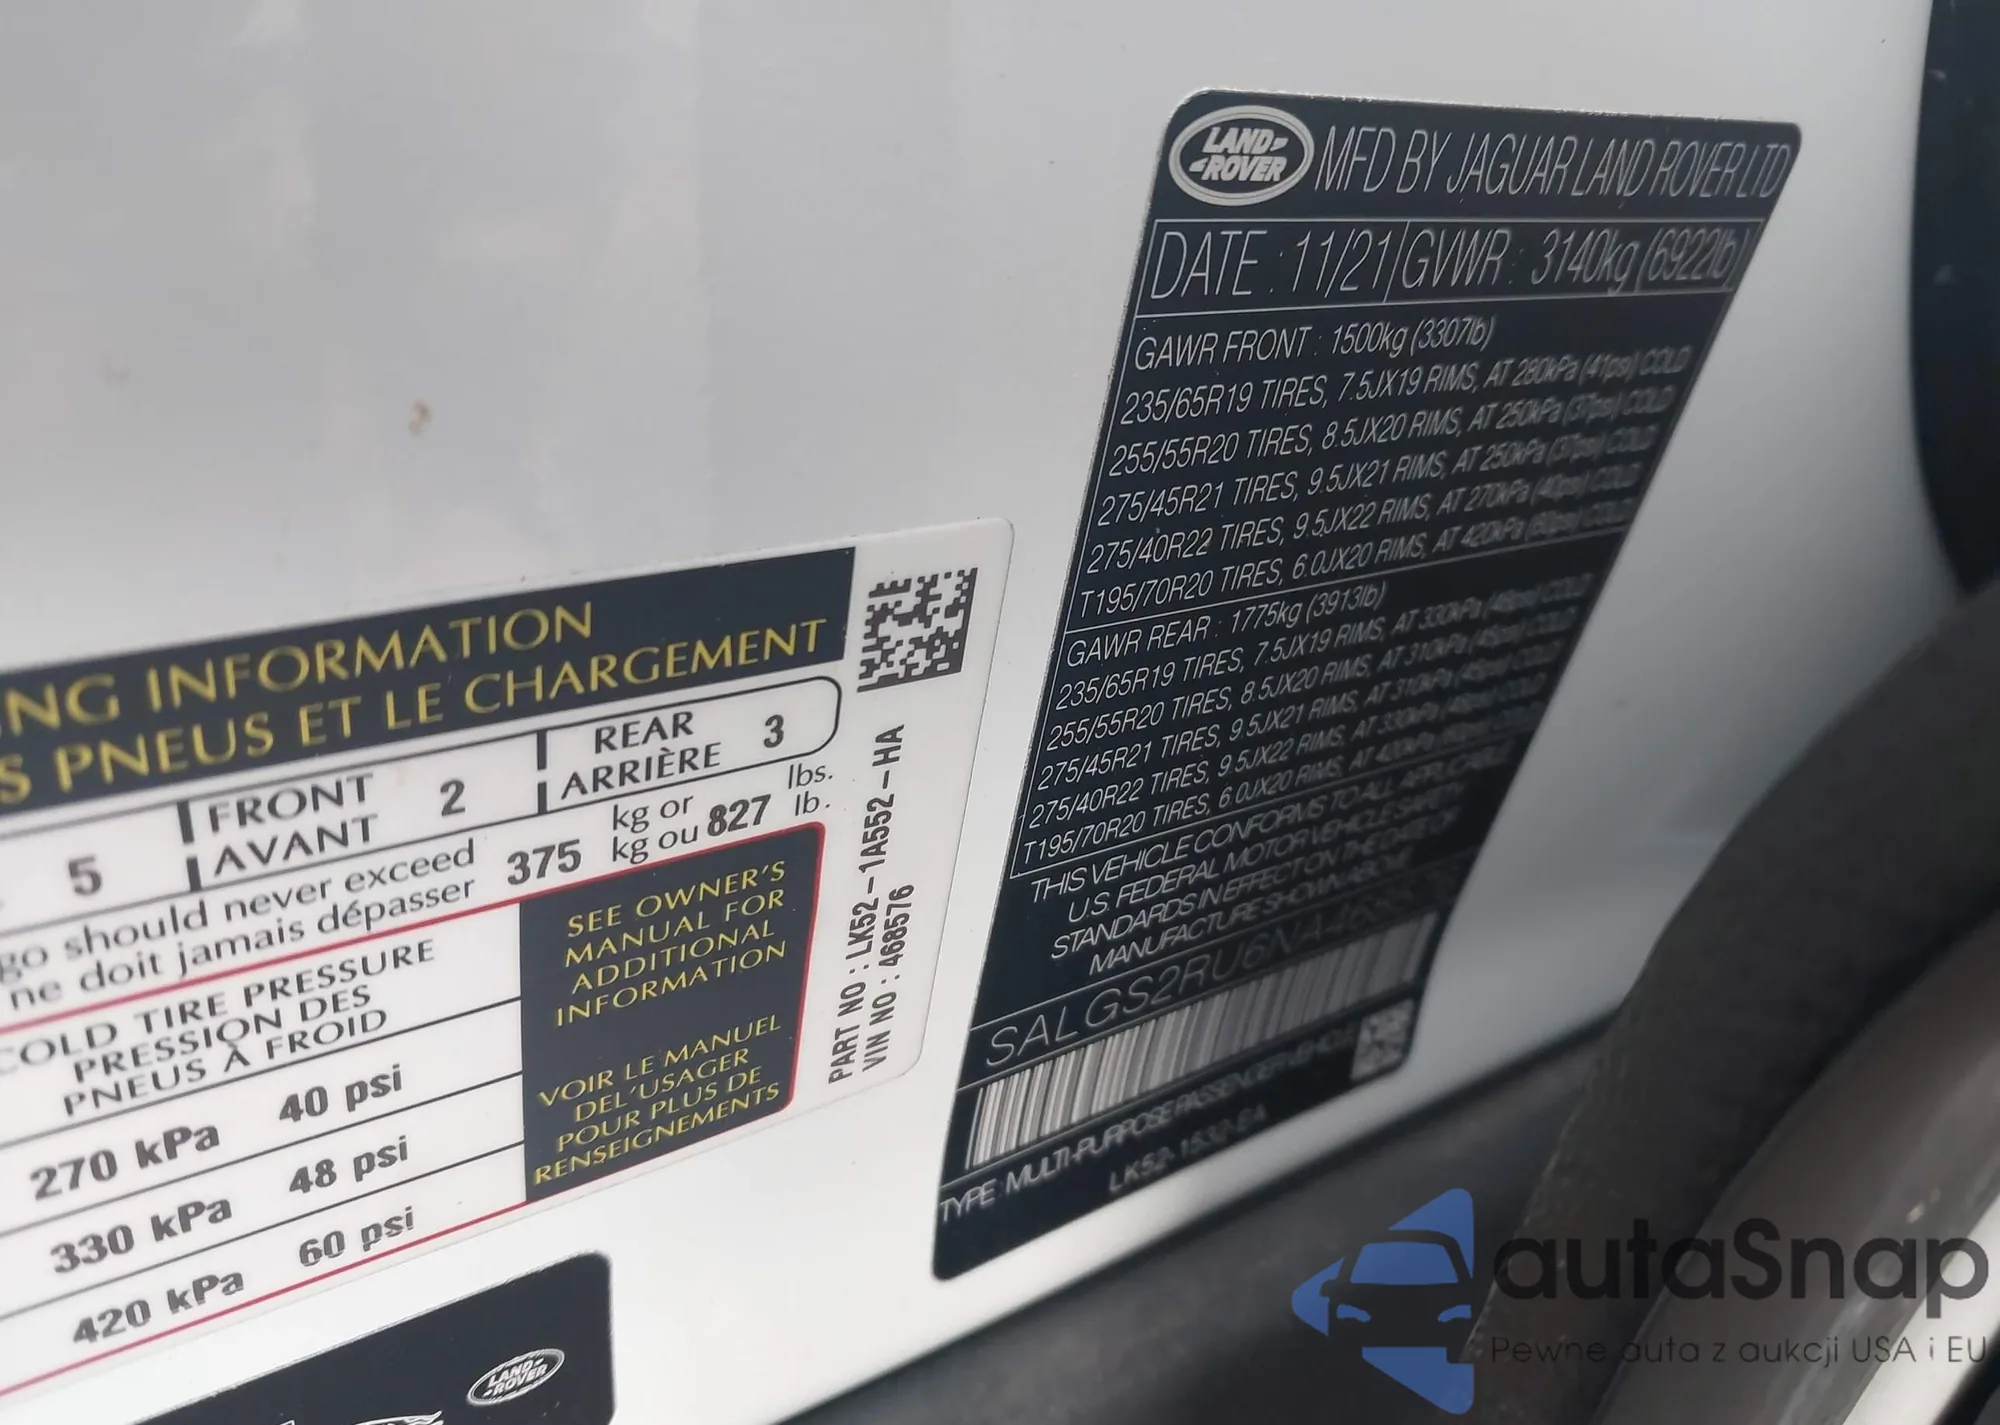 NG INFORMATION
S PNEUS ET LE CHARGEMENT
5
FRONT
AVANT
2
REAR
ARRIÈRE
3
go should never exceed
ne doit jamais dépasser
375
kg or
kg ou
827
lbs.
lb.
COLD TIRE PRESSURE
PRESSION DES
PNEUS À FROID
270 kPa 40 psi
330 kPa 48 psi
420 kPa 60 psi
SEE OWNER'S
MANUAL FOR
ADDITIONAL
INFORMATION
VOIR LE MANUEL
DEL'USAGER
POUR PLUS DE
RENSEIGNEMENTS
PART NO : LK52-1A552-HA
VIN NO : 468576
LAND-
-ROVER
LAND-
-ROVER
MFD BY JAGUAR LAND ROVER LTD
DATE : 11/21 GVWR : 3140kg (6922lb)
GAWR FRONT : 1500kg (3307lb)
235/65R19 TIRES, 7.5JX19 RIMS, AT 280kPa (41psi) COLD
255/55R20 TIRES, 8.5JX20 RIMS, AT 250kPa (37psi) COLD
275/45R21 TIRES, 9.5JX21 RIMS, AT 250kPa (37psi) COLD
275/40R22 TIRES, 9.5JX22 RIMS, AT 270kPa (40psi) COLD
T195/70R20 TIRES, 6.0JX20 RIMS, AT 420kPa (60psi) COLD
GAWR REAR : 1775kg (3913lb)
235/65R19 TIRES, 7.5JX19 RIMS, AT 330kPa (48psi) COLD
255/55R20 TIRES, 8.5JX20 RIMS, AT 310kPa (45psi) COLD
275/45R21 TIRES, 9.5JX21 RIMS, AT 310kPa (45psi) COLD
275/40R22 TIRES, 9.5JX22 RIMS, AT 330kPa (48psi) COLD
T195/70R20 TIRES, 6.0JX20 RIMS, AT 420kPa (60psi) COLD
THIS VEHICLE CONFORMS TO ALL APPLICABLE
U.S. FEDERAL MOTOR VEHICLE SAFETY
STANDARDS IN EFFECT ON THE DATE OF
MANUFACTURE SHOWN ABOVE
TYPE MULTI-PURPOSE PASSENGER VEHICLE
LK52-1532-EA
autaSnap
Pewne auta z aukcji USA i EU